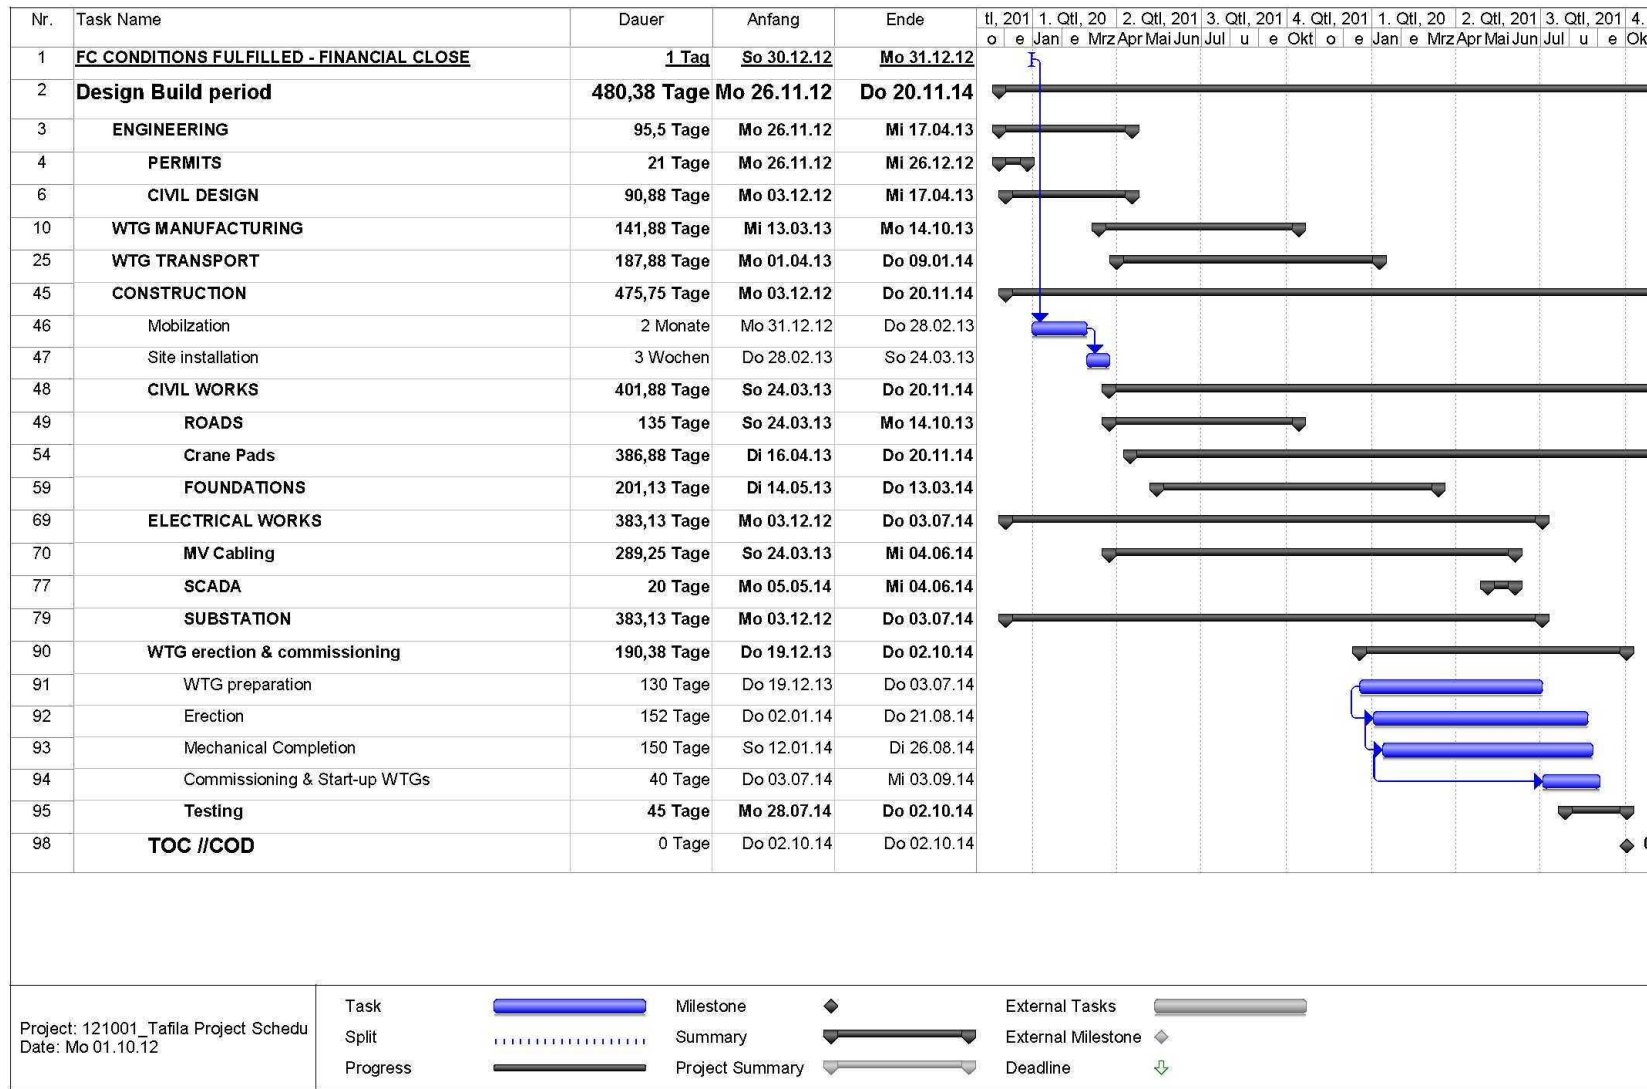 Nr. Task Name Dauer Anfang Ende tl, 201 1. Qtl, 20 2. Qtl, 201 3. Qtl, 201 4. Qtl, 201 1. Qtl, 20 2. Qtl, 201 3. Qtl, 201 4.
o e Jan e Mrz Apr Mai Jun Jul u e Okt o e Jan e Mrz Apr Mai Jun Jul u e Ok
1 FC CONDITIONS FULFILLED - FINANCIAL CLOSE 1 Tag So 30.12.12 Mo 31.12.12
2 Design Build period 480,38 Tage Mo 26.11.12 Do 20.11.14
3 ENGINEERING 95,5 Tage Mo 26.11.12 Mi 17.04.13
4 PERMITS 21 Tage Mo 26.11.12 Mi 26.12.12
6 CIVIL DESIGN 90,88 Tage Mo 03.12.12 Mi 17.04.13
10 WTG MANUFACTURING 141,88 Tage Mi 13.03.13 Mo 14.10.13
25 WTG TRANSPORT 187,88 Tage Mo 01.04.13 Do 09.01.14
45 CONSTRUCTION 475,75 Tage Mo 03.12.12 Do 20.11.14
46 Mobilzation 2 Monate Mo 31.12.12 Do 28.02.13
47 Site installation 3 Wochen Do 28.02.13 So 24.03.13
48 CIVIL WORKS 401,88 Tage So 24.03.13 Do 20.11.14
49 ROADS 135 Tage So 24.03.13 Mo 14.10.13
54 Crane Pads 386,88 Tage Di 16.04.13 Do 20.11.14
59 FOUNDATIONS 201,13 Tage Di 14.05.13 Do 13.03.14
69 ELECTRICAL WORKS 383,13 Tage Mo 03.12.12 Do 03.07.14
70 MV Cabling 289,25 Tage So 24.03.13 Mi 04.06.14
77 SCADA 20 Tage Mo 05.05.14 Mi 04.06.14
79 SUBSTATION 383,13 Tage Mo 03.12.12 Do 03.07.14
90 WTG erection & commissioning 190,38 Tage Do 19.12.13 Do 02.10.14
91 WTG preparation 130 Tage Do 19.12.13 Do 03.07.14
92 Erection 152 Tage Do 02.01.14 Do 21.08.14
93 Mechanical Completion 150 Tage So 12.01.14 Di 26.08.14
94 Commissioning & Start-up WTGs 40 Tage Do 03.07.14 Mi 03.09.14
95 Testing 45 Tage Mo 28.07.14 Do 02.10.14
98 TOC //COD 0 Tage Do 02.10.14 Do 02.10.14
Project: 121001_Tafila Project Schedu
Date: Mo 01.10.12
Task Milestone External Tasks
Split Summary External Milestone
Progress Project Summary Deadline